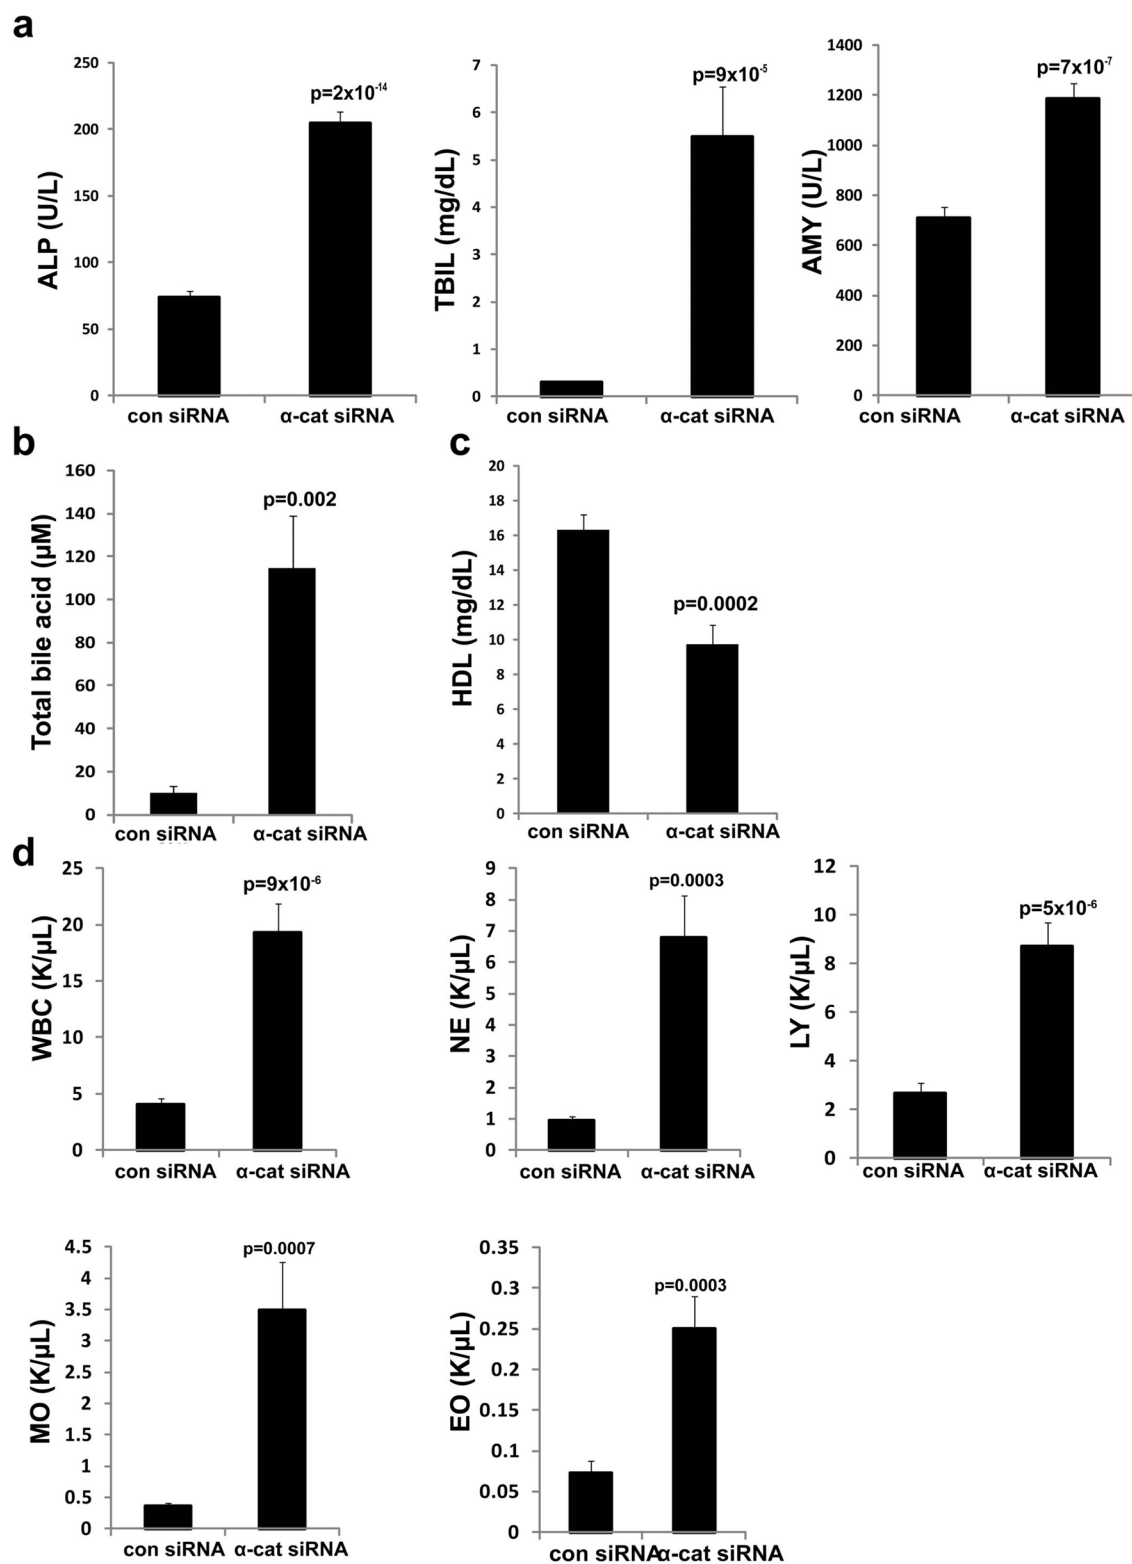 a
ALP (U/L)
250
200
150
100
50
0
p=2x10⁻¹⁴
con siRNA α-cat siRNA
TBIL (mg/dL)
7
6
5
4
3
2
1
0
p=9x10⁻⁵
con siRNA α-cat siRNA
AMY (U/L)
1400
1200
1000
800
600
400
200
0
p=7x10⁻⁷
con siRNA α-cat siRNA
b
Total bile acid (µM)
160
140
120
100
80
60
40
20
0
p=0.002
con siRNA α-cat siRNA
c
HDL (mg/dL)
20
18
16
14
12
10
8
6
4
2
0
p=0.0002
con siRNA α-cat siRNA
d
WBC (K/µL)
25
20
15
10
5
0
p=9x10⁻⁶
con siRNA α-cat siRNA
NE (K/µL)
9
8
7
6
5
4
3
2
1
0
p=0.0003
con siRNA α-cat siRNA
LY (K/µL)
12
10
8
6
4
2
0
p=5x10⁻⁶
con siRNA α-cat siRNA
MO (K/µL)
4.5
4
3.5
3
2.5
2
1.5
1
0.5
0
p=0.0007
con siRNA α-cat siRNA
EO (K/µL)
0.35
0.3
0.25
0.2
0.15
0.1
0.05
0
p=0.0003
con siRNA α-cat siRNA